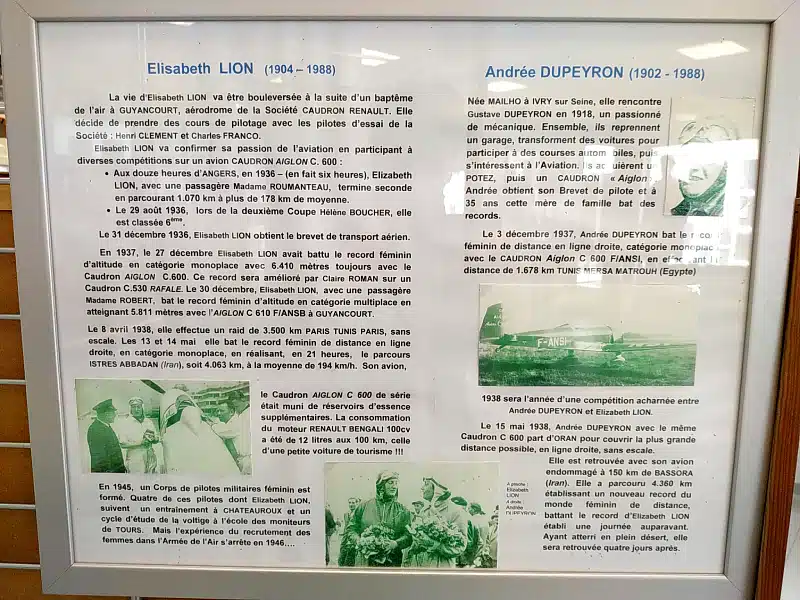 Elisabeth LION (1904 – 1988)
La vie d'Elisabeth LION va être bouleversée à la suite d'un baptême
de l'air à GUYANCOURT, aérodrome de la Société CAUDRON RENAULT. Elle
décide de prendre des cours de pilotage avec les pilotes d'essai de la
Société : Henri CLEMENT et Charles FRANCO.
Elisabeth LION va confirmer sa passion de l'aviation en participant à
diverses compétitions sur un avion CAUDRON AIGLON C. 600 :
• Aux douze heures d'ANGERS, en 1936 – (en fait six heures), Elizabeth
LION, avec une passagère Madame ROUMANTEAU, termine seconde
en parcourant 1.070 km à plus de 178 km de moyenne.
• Le 29 août 1936, lors de la deuxième Coupe Hélène BOUCHER, elle
est classée 6ème.
Le 31 décembre 1936, Elisabeth LION obtient le brevet de transport aérien.
En 1937, le 27 décembre Elisabeth LION avait battu le record féminin
d'altitude en catégorie monoplace avec 6.410 mètres toujours avec le
Caudron AIGLON C.600. Ce record sera amélioré par Claire ROMAN sur un
Caudron C.530 RAFALE. Le 30 décembre, Elisabeth LION, avec une passagère
Madame ROBERT, bat le record féminin d'altitude en catégorie multiplace en
atteignant 5.811 mètres avec l'AIGLON C 610 F/ANSB à GUYANCOURT.
Le 8 avril 1938, elle effectue un raid de 3.500 km PARIS TUNIS PARIS, sans
escale. Les 13 et 14 mai elle bat le record féminin de distance en ligne
droite, en catégorie monoplace, en réalisant, en 21 heures, le parcours
ISTRES ABBADAN (Iran), soit 4.063 km, à la moyenne de 194 km/h. Son avion,
le Caudron AIGLON C 600 de série
était muni de réservoirs d'essence
supplémentaires. La consommation
du moteur RENAULT BENGALI 100cv
a été de 12 litres aux 100 km, celle
d'une petite voiture de tourisme !!!
En 1945, un Corps de pilotes militaires féminin est
formé. Quatre de ces pilotes dont Elizabeth LION,
suivent un entraînement à CHATEAUROUX et un
cycle d'étude de la voltige à l'école des moniteurs
de TOURS. Mais l'expérience du recrutement des
femmes dans l'Armée de l'Air s'arrête en 1946....
Andrée DUPEYRON (1902 - 1988)
Née MAILHO à IVRY sur Seine, elle rencontre
Gustave DUPEYRON en 1918, un passionné
de mécanique. Ensemble, ils reprennent
un garage, transforment des voitures pour
participer à des courses automobiles, puis
s'intéressent à l'Aviation. Ils acquièrent un
POTEZ, puis un CAUDRON « Aiglon
Andrée obtient son Brevet de pilote et à
35 ans cette mère de famille bat des
records.
Le 3 décembre 1937, Andrée DUPEYRON bat le record
féminin de distance en ligne droite, catégorie monoplac
avec le CAUDRON Aiglon C 600 F/ANSI, en effectuant
distance de 1.678 km TUNIS MERSA MATROUH (Egypte)
F-ANSI
1938 sera l'année d'une compétition acharnée entre
Andrée DUPEYRON et Elizabeth LION.
Le 15 mai 1938, Andrée DUPEYRON avec le même
Caudron C 600 part d'ORAN pour couvrir la plus grande
distance possible, en ligne droite, sans escale.
Elle est retrouvée avec son avion
endommagé à 150 km de BASSORA
(Iran). Elle a parcouru 4.360 km
établissant un nouveau record du
monde féminin de distance,
battant le record d'Elizabeth LION
établi une journée auparavant.
Ayant atterri en plein désert, elle
sera retrouvée quatre jours après.
A gauche :
Elizabeth
LION
A droite :
Andrée
DUPEYRON